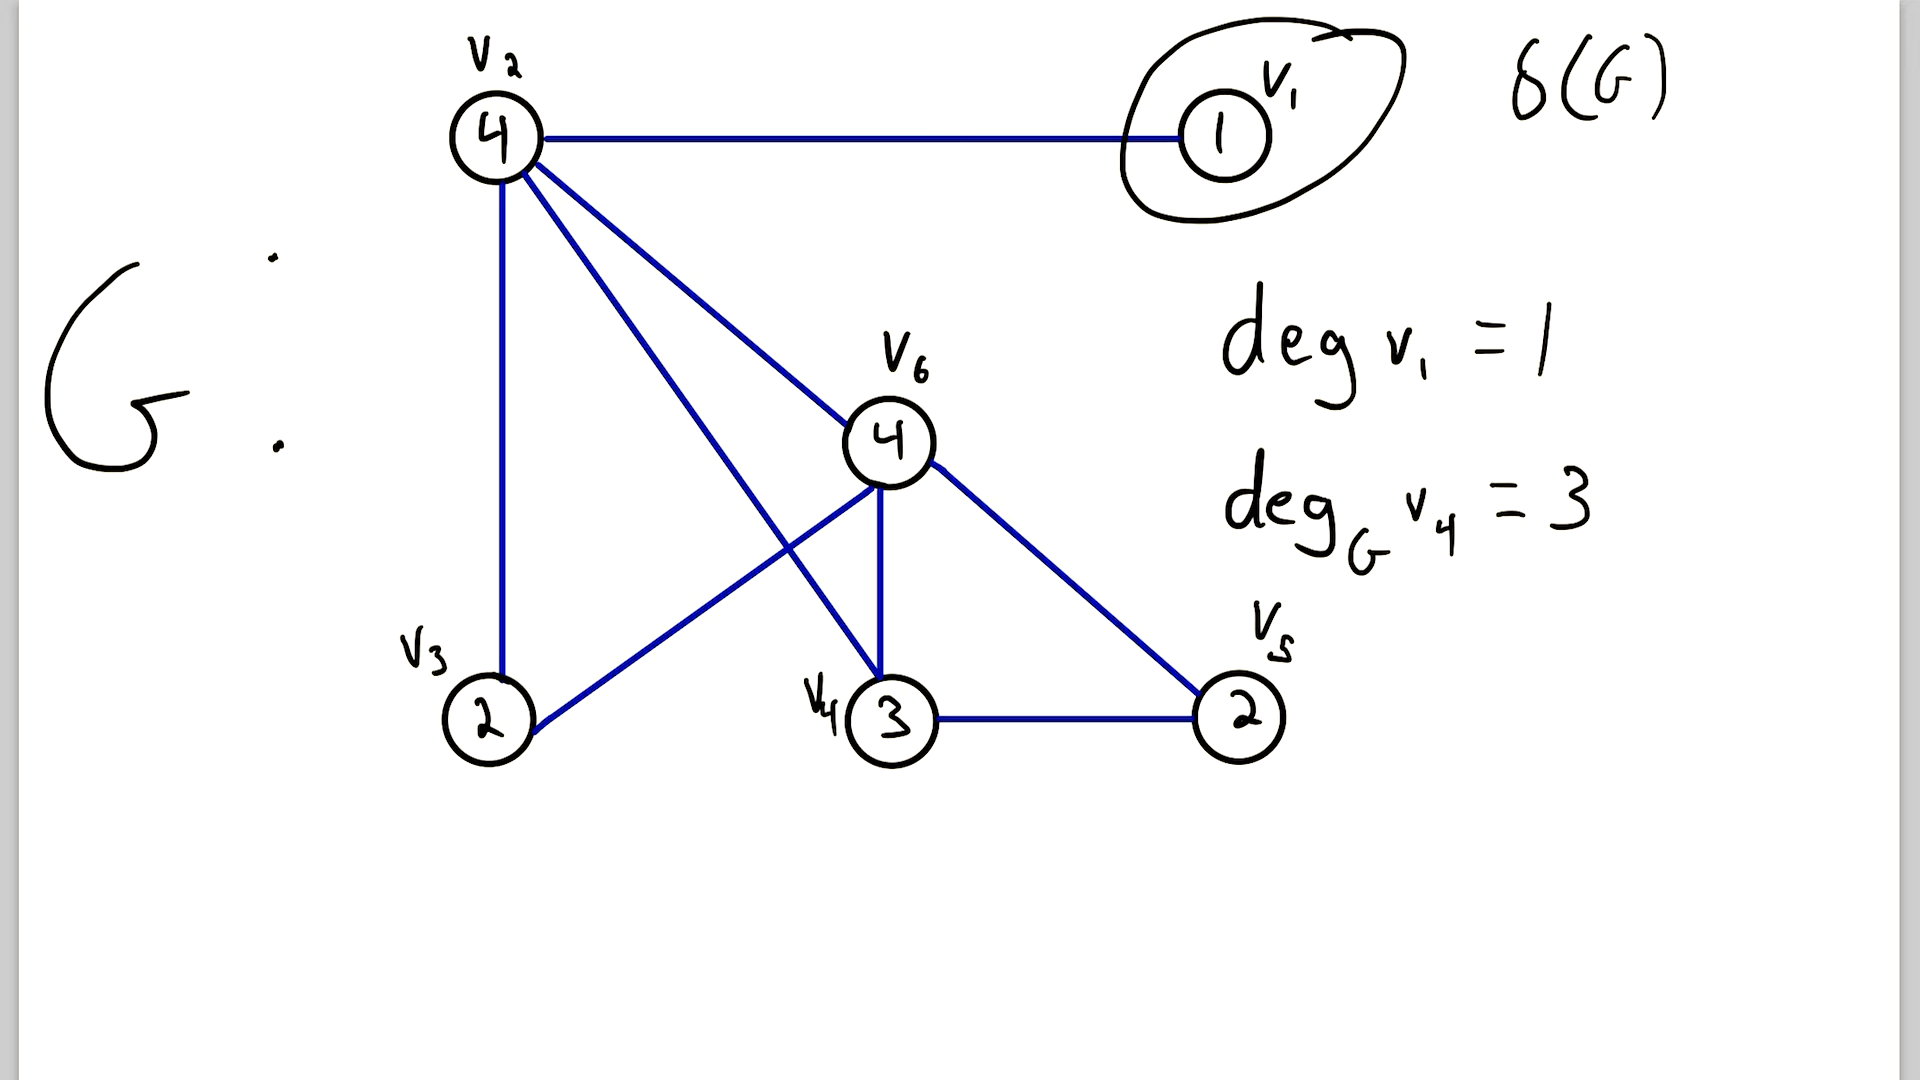 v₂
v₁
δ(G)
4
1
G :
deg v₁ = 1
v₆
4
deg_G v₄ = 3
v₅
v₃
v₄
2
3
2